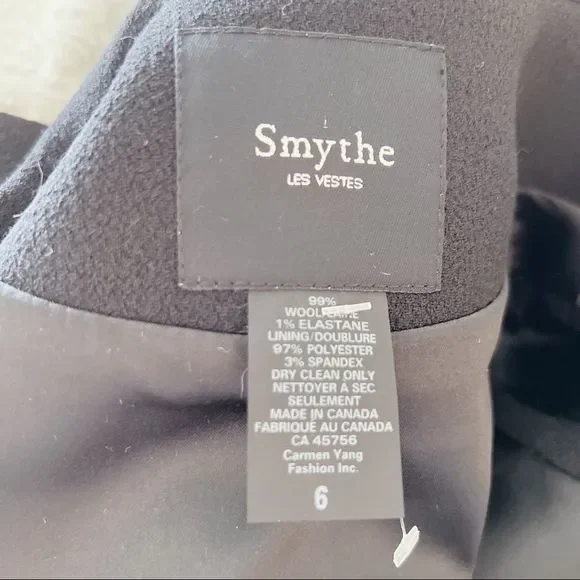 Smythe
LES VESTES
99%
WOOL/LAINE
1% ELASTANE
LINING/DOUBLURE
97% POLYESTER
3% SPANDEX
DRY CLEAN ONLY
NETTOYER A SEC
SEULEMENT
MADE IN CANADA
FABRIQUE AU CANADA
CA 45756
Carmen Yang
Fashion Inc.
6